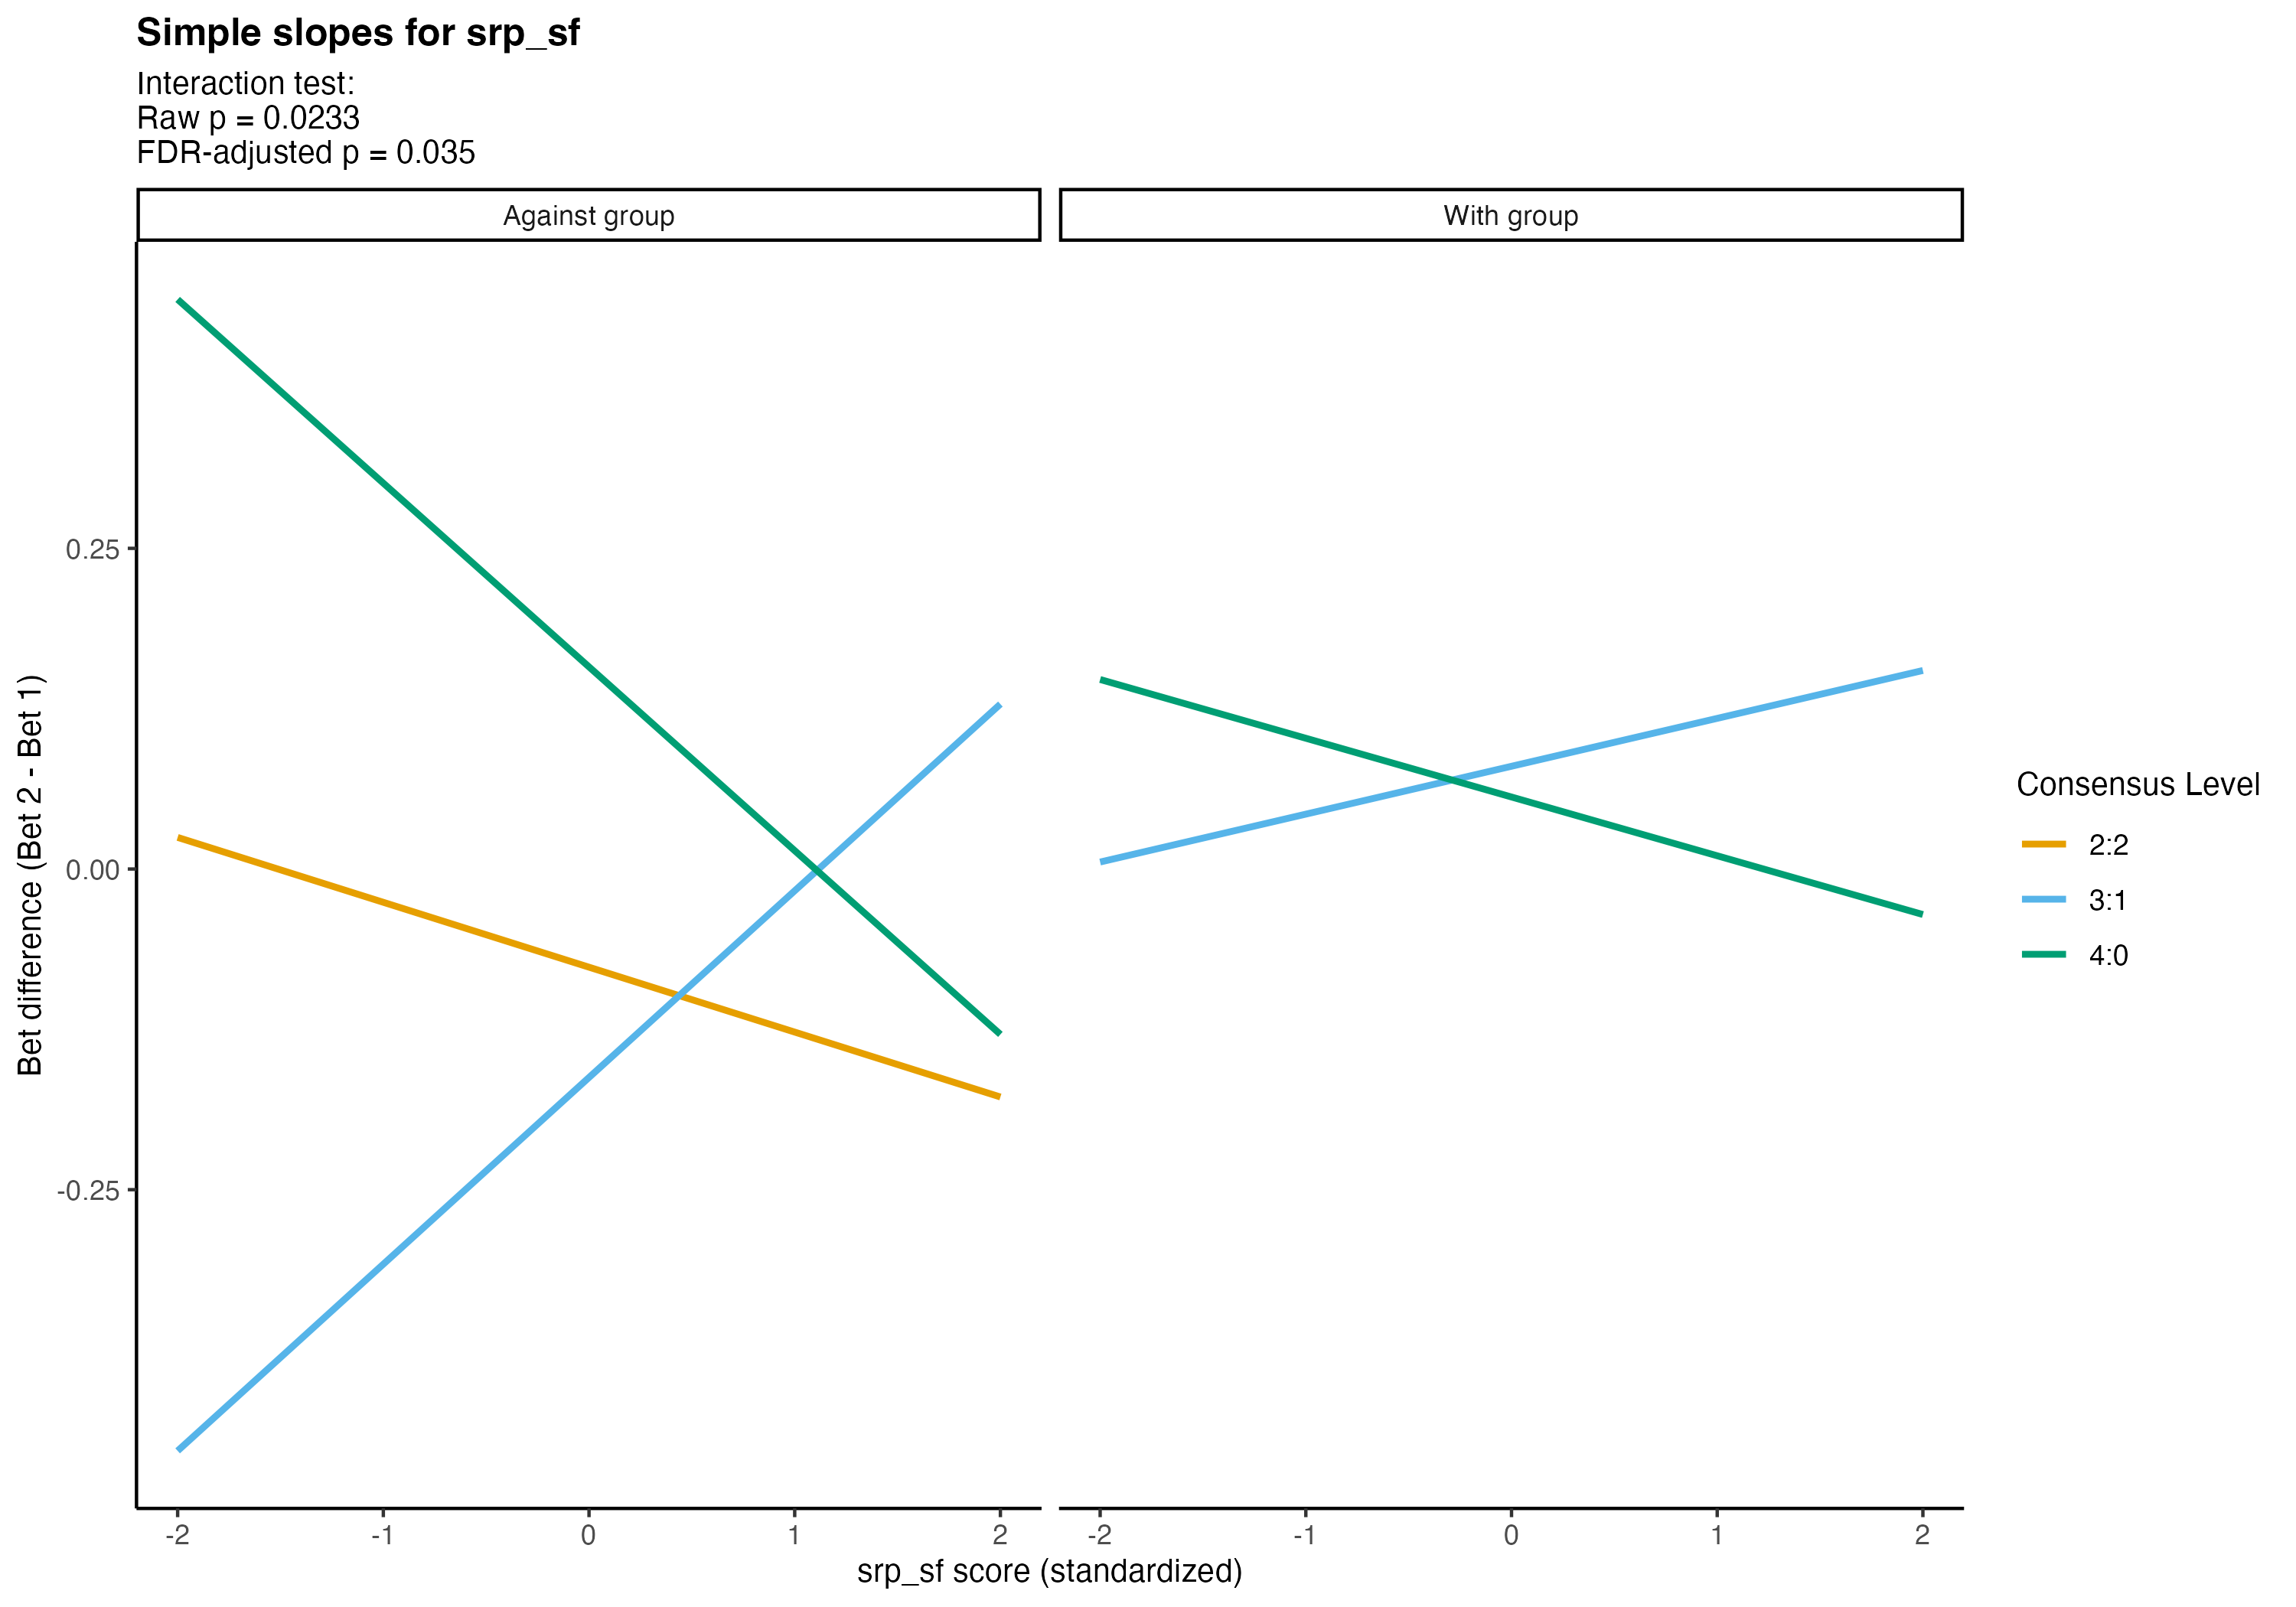 Simple slopes for srp_sf
Interaction test:
Raw p = 0.0233
FDR-adjusted p = 0.035
Against group
With group
Bet difference (Bet 2 - Bet 1)
0.25
0.00
-0.25
-2
-1
0
1
2
-2
-1
0
1
2
srp_sf score (standardized)
Consensus Level
2:2
3:1
4:0